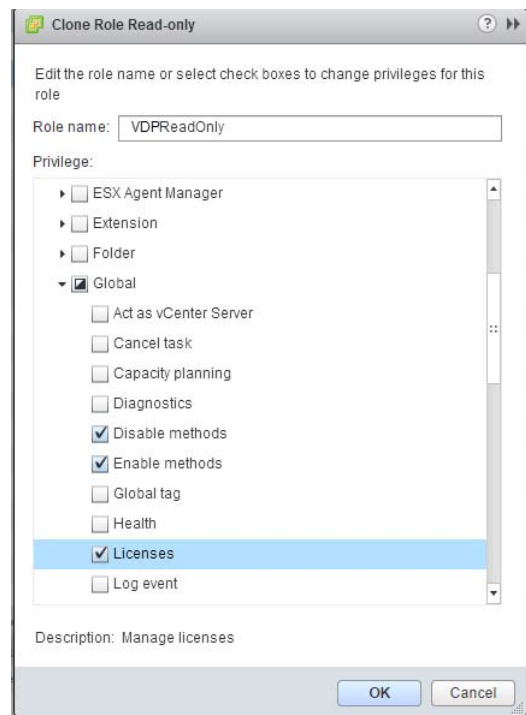 Clone Role Read-only
Edit the role name or select check boxes to change privileges for this
role
Role name: VDPReadOnly
Privilege:
ESX Agent Manager
Extension
Folder
Global
Act as vCenter Server
Cancel task
Capacity planning
Diagnostics
Disable methods
Enable methods
Global tag
Health
Licenses
Log event
Description: Manage licenses
OK Cancel